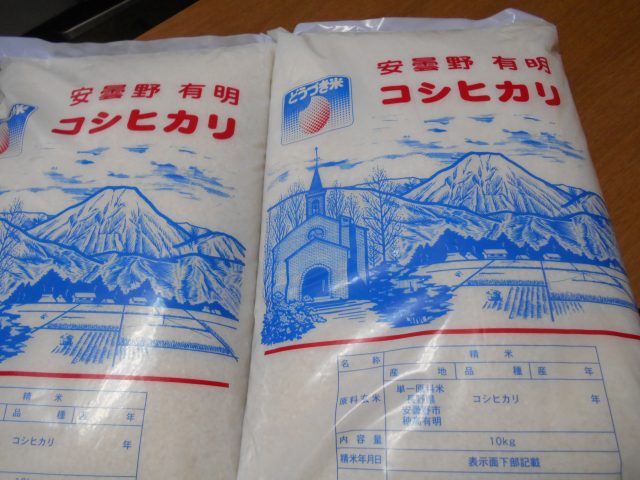 米
安曇野 有明
コシヒカリ
精 米
品 種 産 年
コシヒカリ 年
どうづき米
安曇野 有明
コシヒカリ
名 称 精 米
産 地 品 種 産 年
原料玄米 単一原料米 コシヒカリ 年
長野県
安曇野市
穂高有明
内 容 量 10kg
精米年月日 表示面下部記載